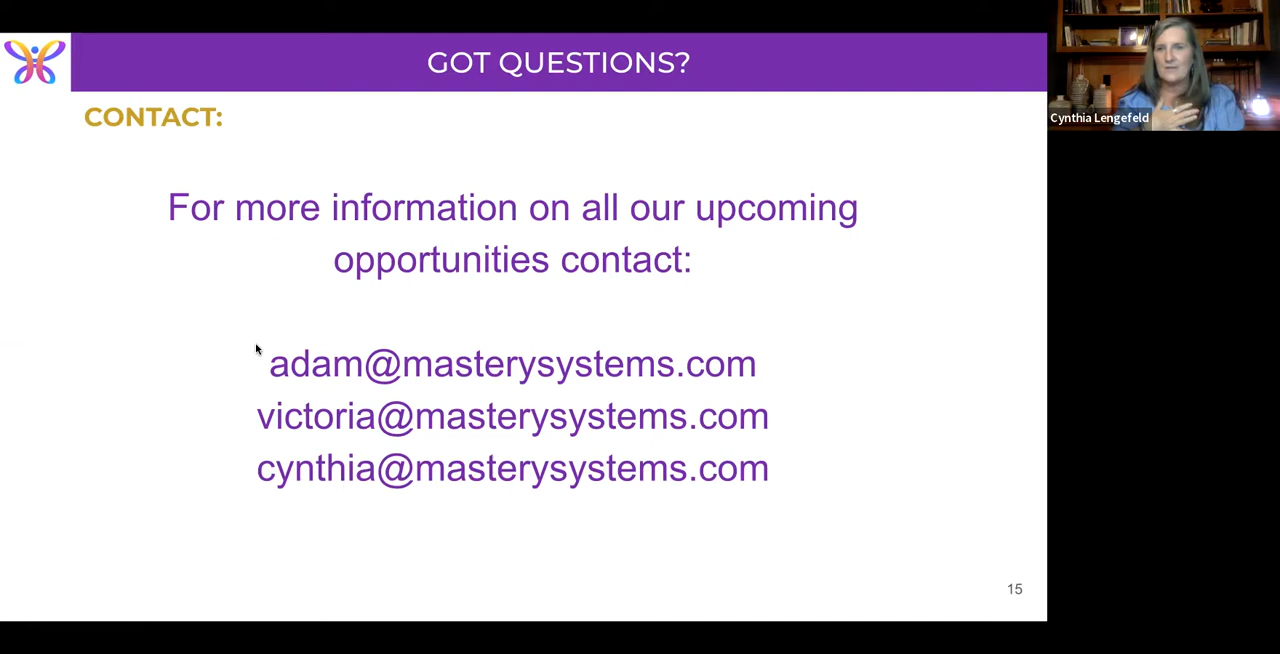 GOT QUESTIONS?
Cynthia Lengefeld
CONTACT:
For more information on all our upcoming
opportunities contact:
adam@masterysystems.com
victoria@masterysystems.com
cynthia@masterysystems.com
15